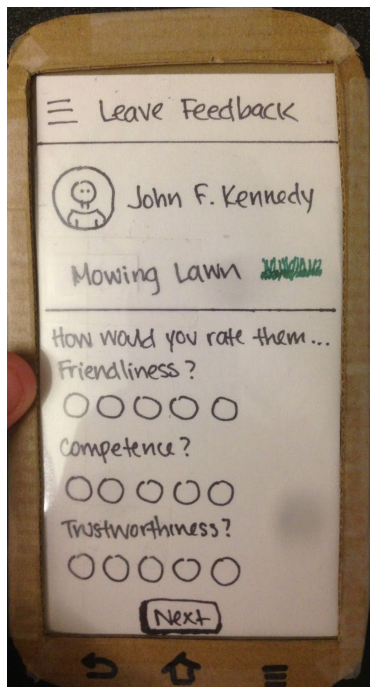 Leave Feedback
John F. Kennedy
Mowing Lawn
How would you rate them...
Friendliness?
Competence?
Trustworthiness?
Next